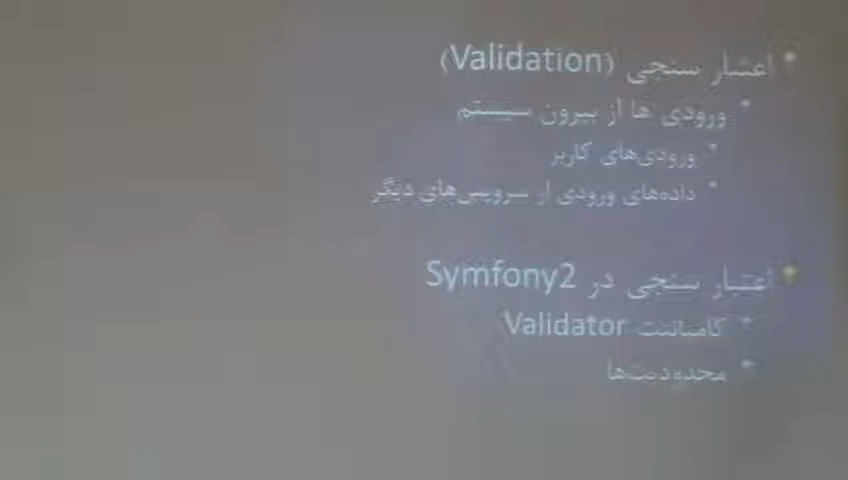 اعتبار سنجی (Validation)
ورودی ها از بیرون سیستم
ورودی‌های کاربر
داده‌های ورودی از سرویس‌های دیگر
اعتبار سنجی در Symfony2
کامپاننت Validator
محدودیت‌ها